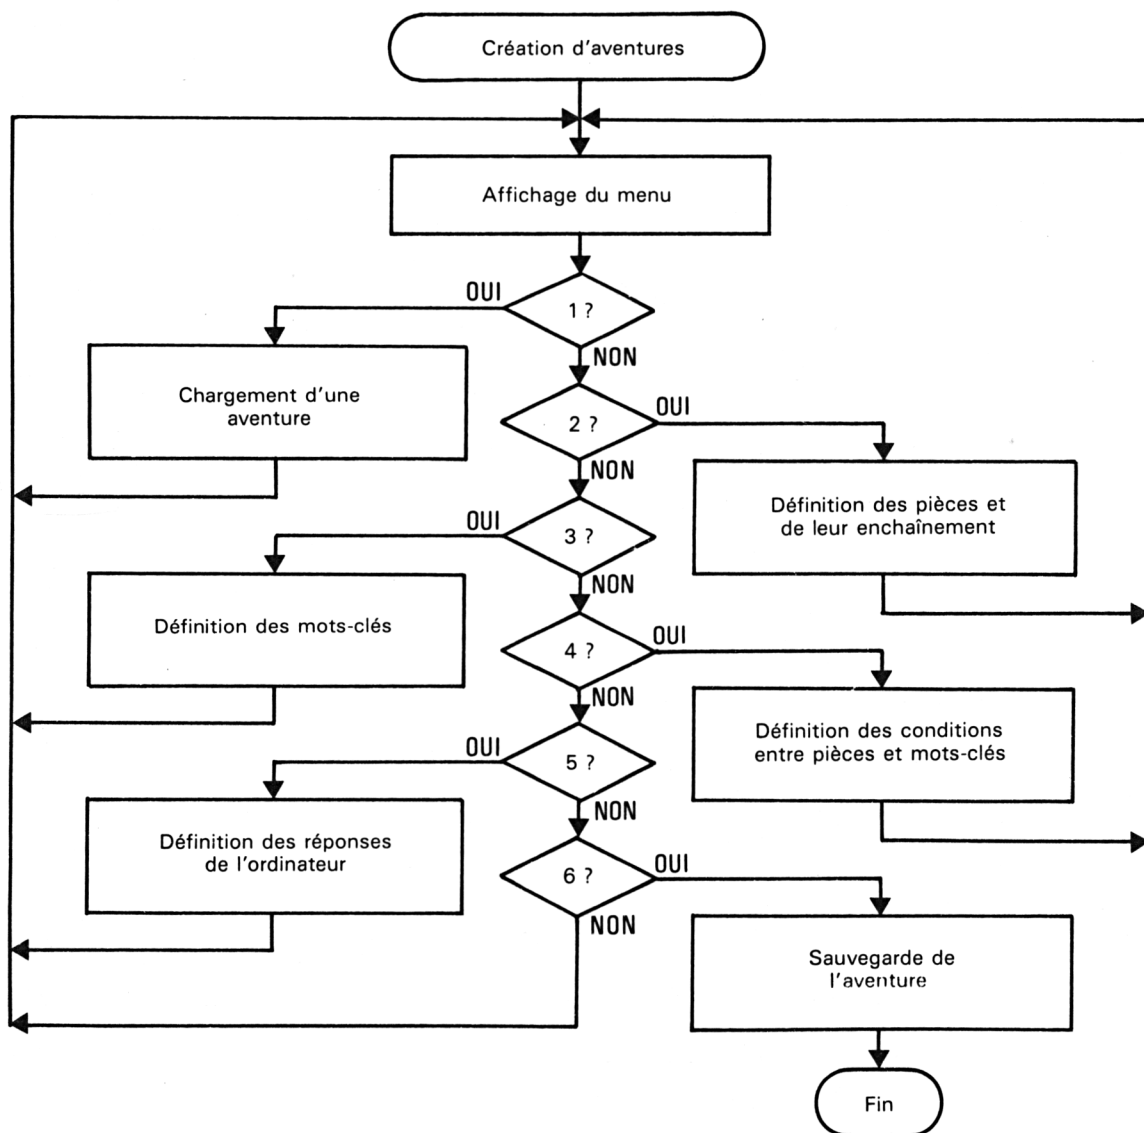 Création d'aventures
Affichage du menu
OUI
1 ?
NON
Chargement d'une
aventure
2 ?
OUI
NON
Définition des pièces et
de leur enchaînement
OUI
3 ?
NON
Définition des mots-clés
4 ?
OUI
NON
Définition des conditions
entre pièces et mots-clés
OUI
5 ?
NON
Définition des réponses
de l'ordinateur
6 ?
OUI
NON
Sauvegarde de
l'aventure
Fin